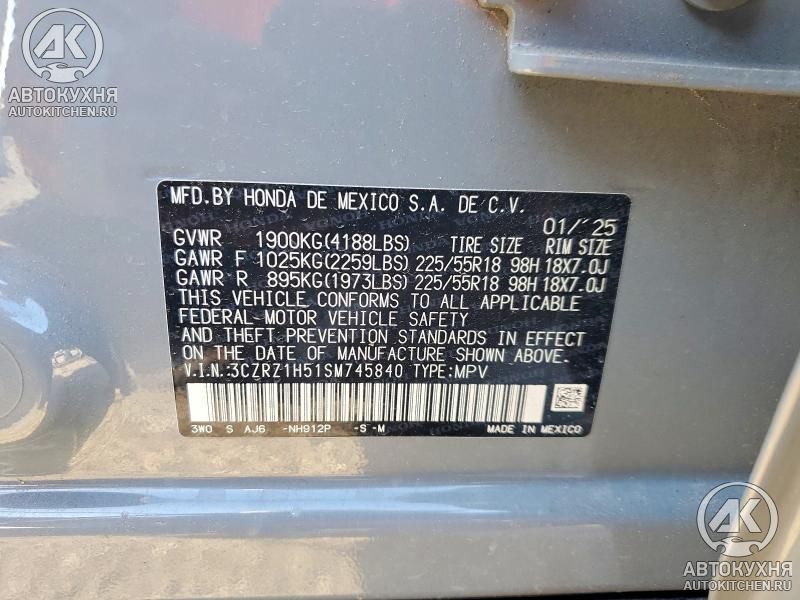 AK
АВТОКУХНЯ
AUTOKITCHEN.RU
MFD.BY HONDA DE MEXICO S.A. DE C.V.
01/'25
GVWR 1900KG(4188LBS) TIRE SIZE RIM SIZE
GAWR F 1025KG(2259LBS) 225/55R18 98H 18X7.0J
GAWR R 895KG(1973LBS) 225/55R18 98H 18X7.0J
THIS VEHICLE CONFORMS TO ALL APPLICABLE
FEDERAL MOTOR VEHICLE SAFETY
AND THEFT PREVENTION STANDARDS IN EFFECT
ON THE DATE OF MANUFACTURE SHOWN ABOVE.
V.I.N.:3CZRZ1H51SM745840 TYPE:MPV
3W0 S AJ6 -NH912P -S-M MADE IN MEXICO
AK
АВТОКУХНЯ
AUTOKITCHEN.RU